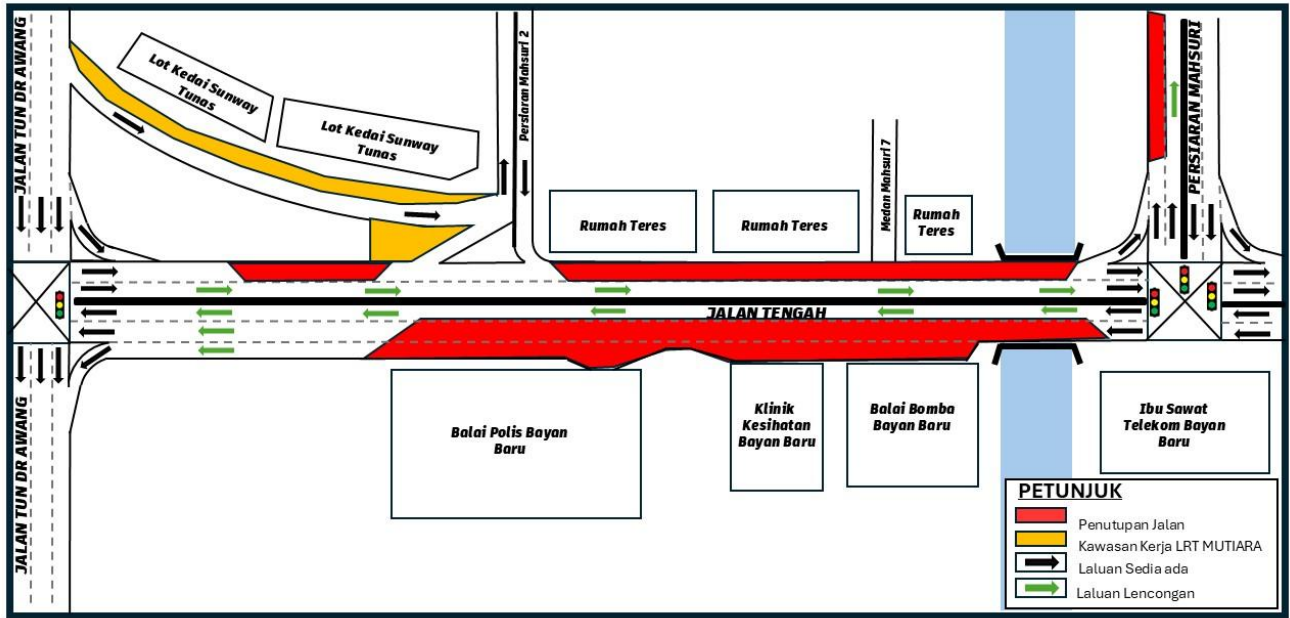 JALAN TUN DR AWANG
Lot Kedai Sunway
Tunas
Lot Kedai Sunway
Tunas
Persiaran Mahsuri 2
Medan Mahsuri 7
PERSIARAN MAHSURI
Rumah Teres
Rumah Teres
Rumah
Teres
JALAN TENGAH
JALAN TUN DR AWANG
Balai Polis Bayan
Baru
Klinik
Kesihatan
Bayan Baru
Balai Bomba
Bayan Baru
Ibu Sawat
Telekom Bayan
Baru
PETUNJUK
Penutupan Jalan
Kawasan Kerja LRT MUTIARA
Laluan Sedia ada
Laluan Lencongan